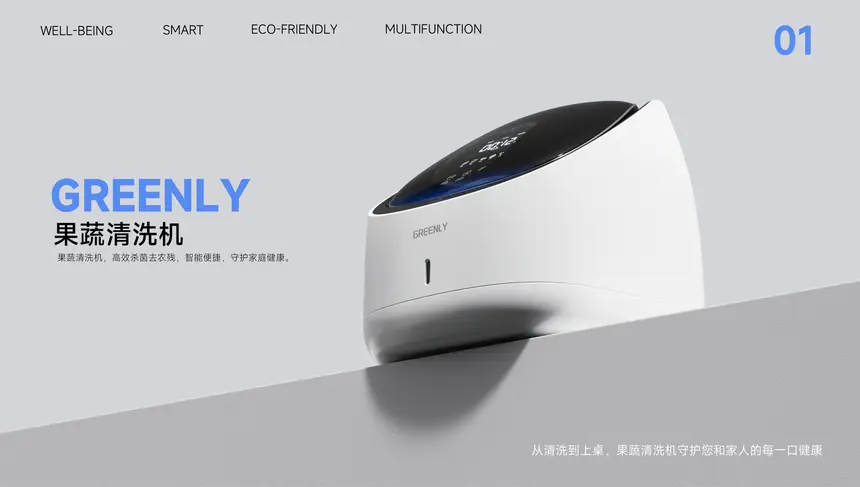 WELL-BEING
SMART
ECO-FRIENDLY
MULTIFUNCTION
01
GREENLY
果蔬清洗机
果蔬清洗机，高效杀菌去农残，智能便捷，守护家庭健康。
00:12
GREENLY
从清洗到上桌，果蔬清洗机守护您和家人的每一口健康